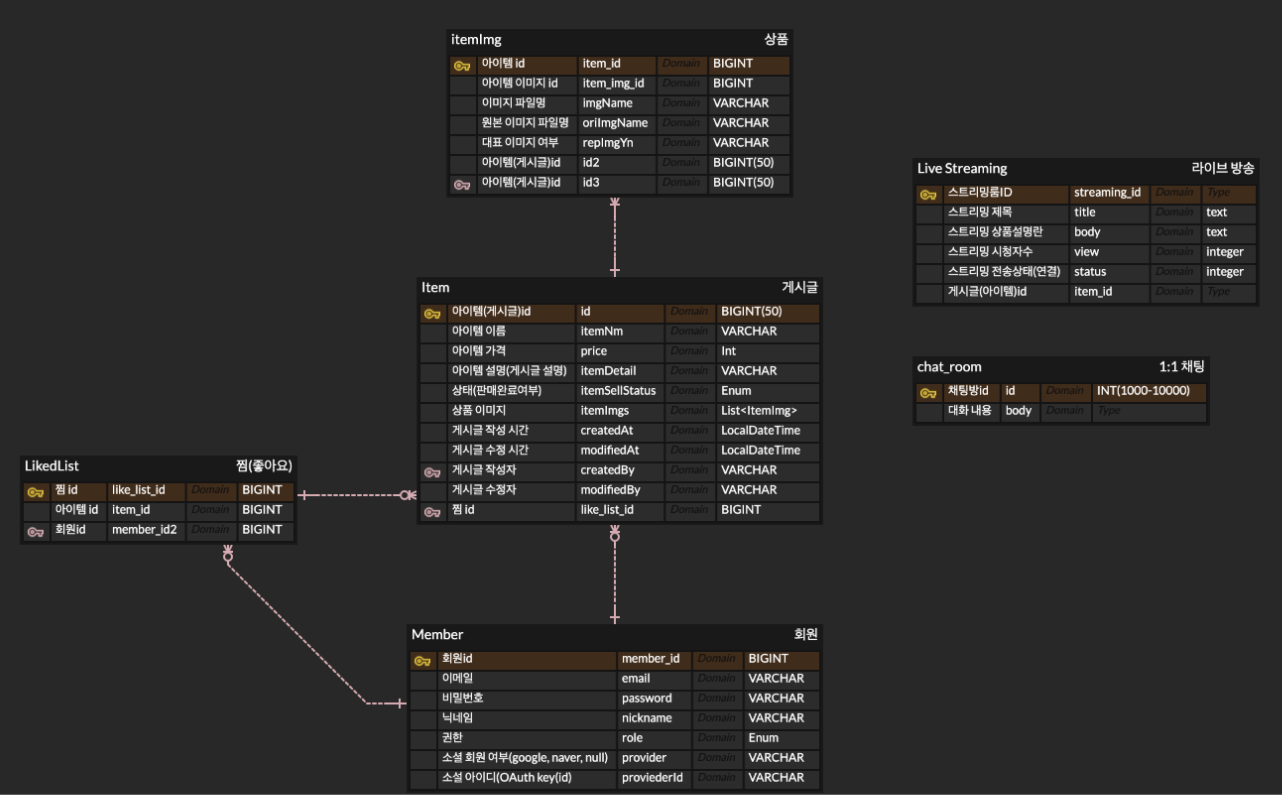 itemImg 상품
아이템 id item_id Domain BIGINT
아이템 이미지 id item_img_id Domain BIGINT
이미지 파일명 imgName Domain VARCHAR
원본 이미지 파일명 oriImgName Domain VARCHAR
대표 이미지 여부 repImgYn Domain VARCHAR
아이템(게시글)id id2 Domain BIGINT(50)
아이템(게시글)id id3 Domain BIGINT(50)
Live Streaming 라이브 방송
스트리밍룸ID streaming_id Domain Type
스트리밍 제목 title Domain text
스트리밍 상품설명란 body Domain text
스트리밍 시청자수 view Domain integer
스트리밍 전송상태(연결) status Domain integer
게시글(아이템)id item_id Domain Type
Item 게시글
아이템(게시글)id id Domain BIGINT(50)
아이템 이름 itemNm Domain VARCHAR
아이템 가격 price Domain Int
아이템 설명(게시글 설명) itemDetail Domain VARCHAR
상태(판매완료여부) itemSellStatus Domain Enum
상품 이미지 itemImgs Domain List<ItemImg>
게시글 작성 시간 createdAt Domain LocalDateTime
게시글 수정 시간 modifiedAt Domain LocalDateTime
게시글 작성자 createdBy Domain VARCHAR
게시글 수정자 modifiedBy Domain VARCHAR
찜 id like_list_id Domain BIGINT
chat_room 1:1 채팅
채팅방id id Domain INT(1000-10000)
대화 내용 body Domain Type
LikedList 찜(좋아요)
찜 id like_list_id Domain BIGINT
아이템 id item_id Domain BIGINT
회원id member_id2 Domain BIGINT
Member 회원
회원id member_id Domain BIGINT
이메일 email Domain VARCHAR
비밀번호 password Domain VARCHAR
닉네임 nickname Domain VARCHAR
권한 role Domain Enum
소셜 회원 여부(google, naver, null) provider Domain VARCHAR
소셜 아이디(OAuth key(id) proviederId Domain VARCHAR